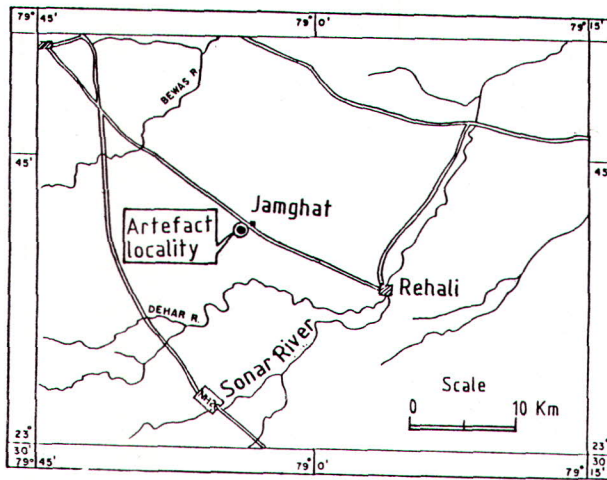 79° 45'
79° 0'
79° 15'
BEWAS R.
45'
45'
Jamghat
Artefact
locality
Rehali
DEHAR R.
Sonar River
Scale
0 10 Km
23°
30'
79° 45'
79° 0'
23°
30'
79° 15'